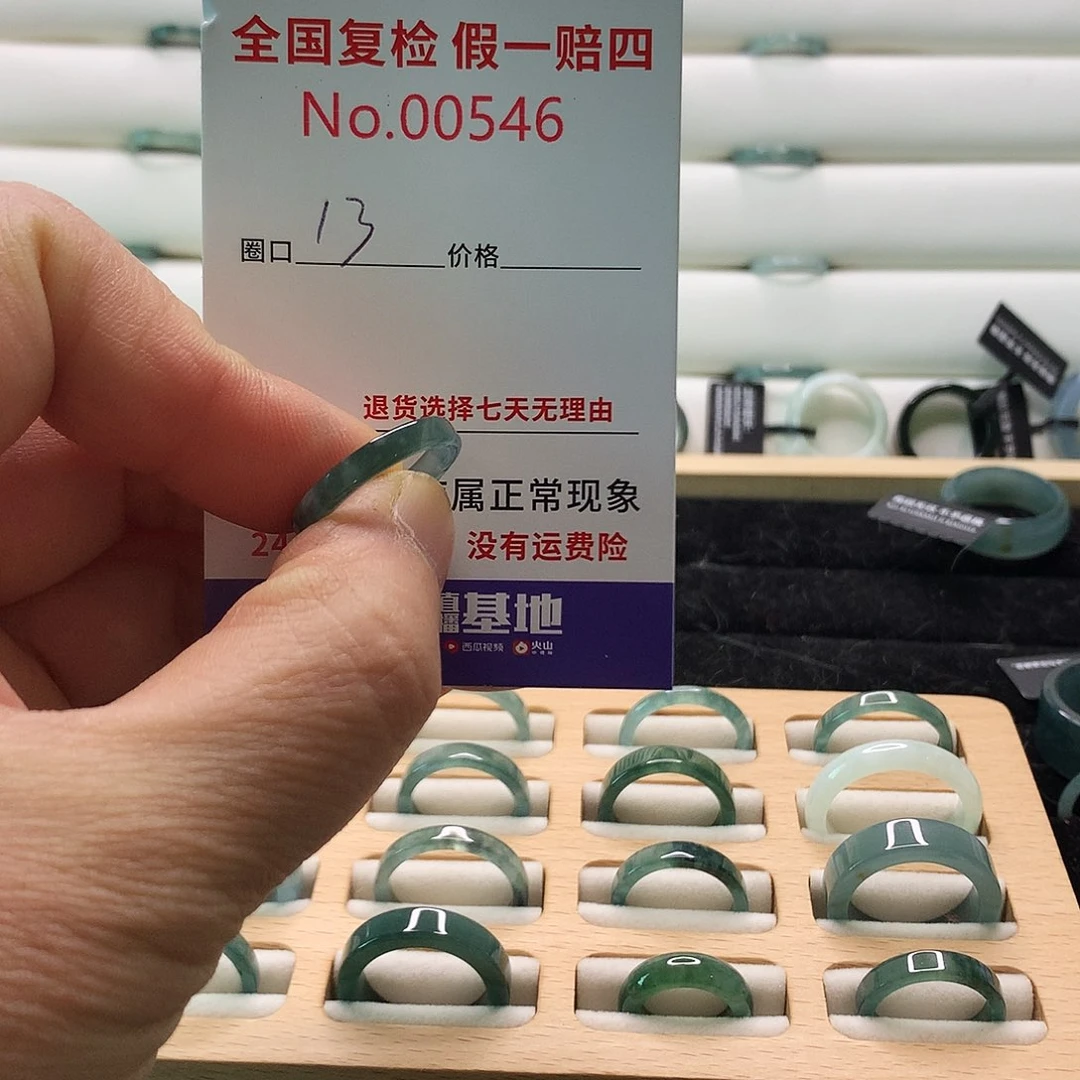 全国复检 假一赔四
No.00546
圈口 13 价格
退货选择七天无理由
属正常现象
24 没有运费险
直播基地
西瓜视频 火山